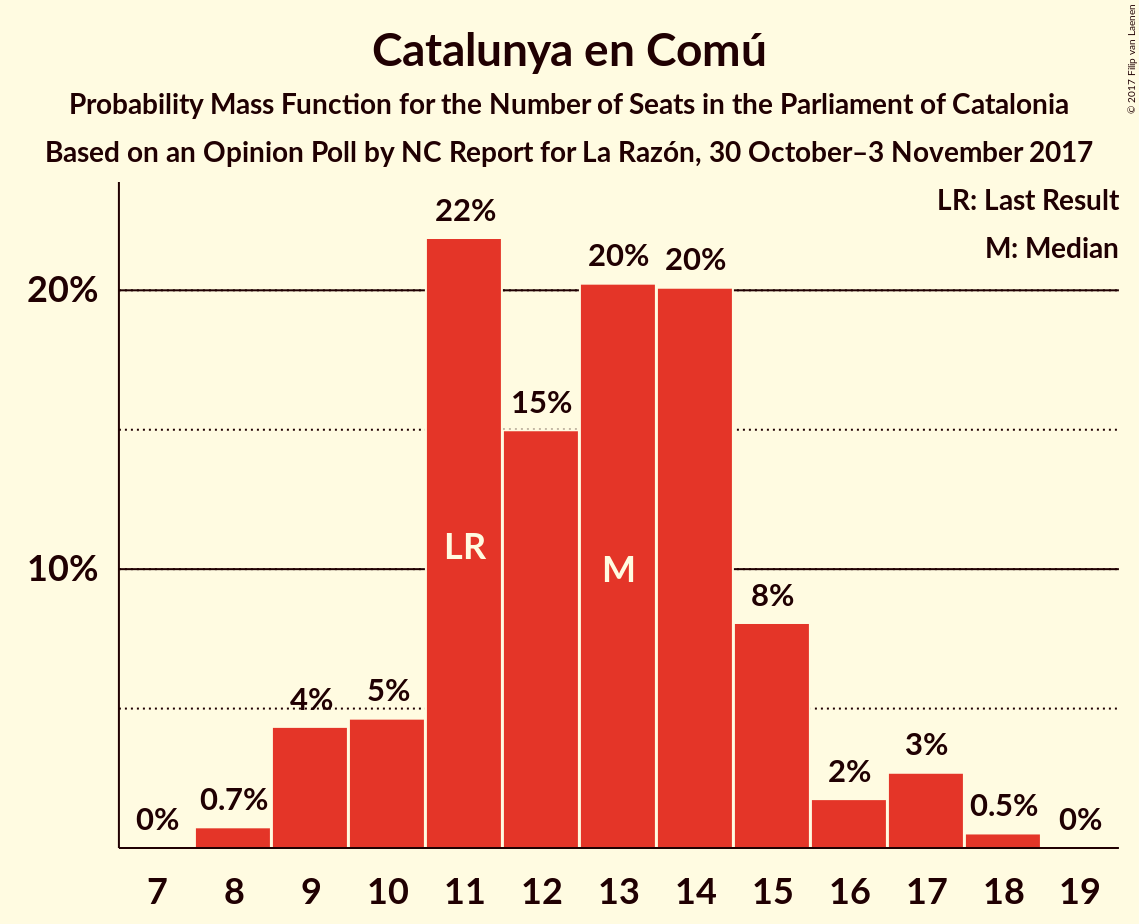 Catalunya en Comú
Probability Mass Function for the Number of Seats in the Parliament of Catalonia
Based on an Opinion Poll by NC Report for La Razón, 30 October–3 November 2017
© 2017 Filip van Laenen
LR: Last Result
M: Median
20%
10%
0%
0.7%
4%
5%
22%
15%
20%
20%
8%
2%
3%
0.5%
0%
LR
M
7 8 9 10 11 12 13 14 15 16 17 18 19